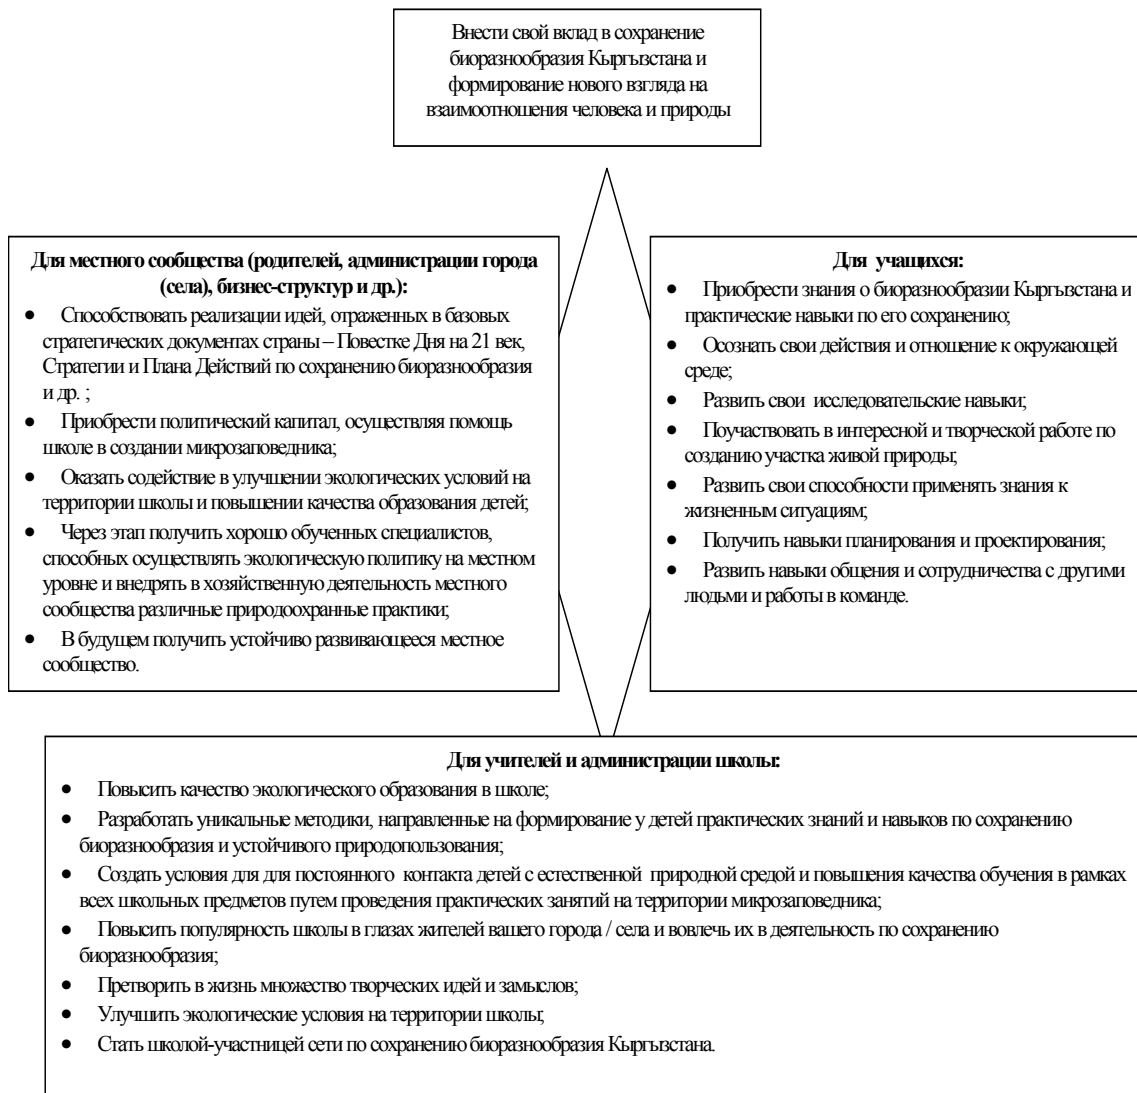 Внести свой вклад в сохранение
биоразнообразия Кыргызстана и
формирование нового взгляда на
взаимоотношения человека и природы
Для местного сообщества (родителей, администрации города
(села), бизнес-структур и др.):
• Способствовать реализации идей, отраженных в базовых
стратегических документах страны – Повестке Дня на 21 век,
Стратегии и Плана Действий по сохранению биоразнообразия
и др. ;
• Приобрести политический капитал, осуществляя помощь
школе в создании микрозаповедника;
• Оказать содействие в улучшении экологических условий на
территории школы и повышении качества образования детей;
• Через этап получить хорошо обученных специалистов,
способных осуществлять экологическую политику на местном
уровне и внедрять в хозяйственную деятельность местного
сообщества различные природоохранные практики;
• В будущем получить устойчиво развивающееся местное
сообщество.
Для учащихся:
• Приобрести знания о биоразнообразии Кыргызстана и
практические навыки по его сохранению;
• Осознать свои действия и отношение к окружающей
среде;
• Развить свои исследовательские навыки;
• Поучаствовать в интересной и творческой работе по
созданию участка живой природы;
• Развить свои способности применять знания к
жизненным ситуациям;
• Получить навыки планирования и проектирования;
• Развить навыки общения и сотрудничества с другими
людьми и работы в команде.
Для учителей и администрации школы:
• Повысить качество экологического образования в школе;
• Разработать уникальные методики, направленные на формирование у детей практических знаний и навыков по сохранению
биоразнообразия и устойчивого природопользования;
• Создать условия для для постоянного контакта детей с естественной природной средой и повышения качества обучения в рамках
всех школьных предметов путем проведения практических занятий на территории микрозаповедника;
• Повысить популярность школы в глазах жителей вашего города / села и вовлечь их в деятельность по сохранению
биоразнообразия;
• Претворить в жизнь множество творческих идей и замыслов;
• Улучшить экологические условия на территории школы;
• Стать школой-участницей сети по сохранению биоразнообразия Кыргызстана.